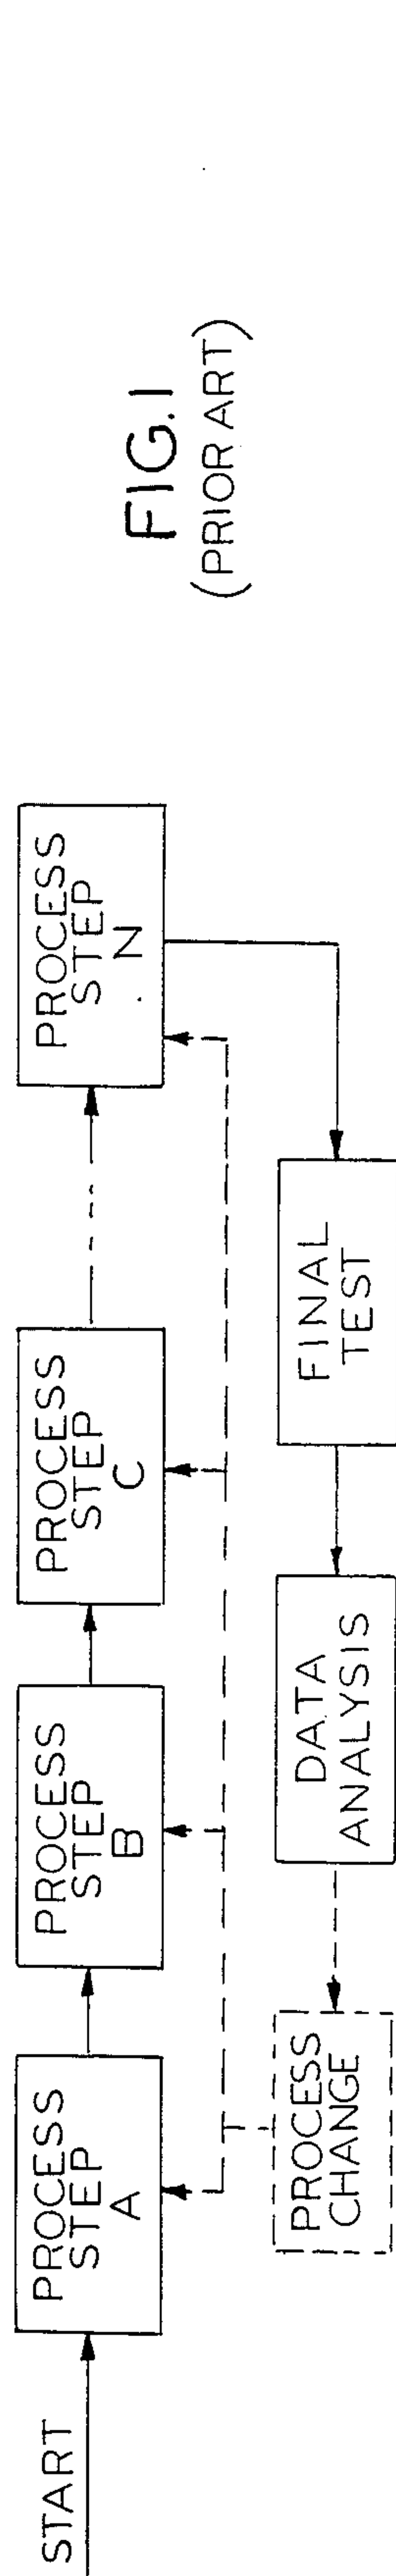 START
PROCESS
STEP
A
PROCESS
STEP
B
PROCESS
STEP
C
PROCESS
STEP
N
PROCESS
CHANGE
DATA
ANALYSIS
FINAL
TEST
FIG. 1
(PRIOR ART)